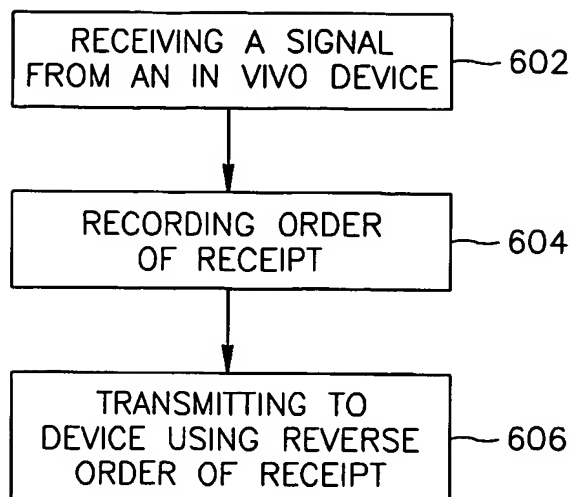 RECEIVING A SIGNAL
FROM AN IN VIVO DEVICE
602
RECORDING ORDER
OF RECEIPT
604
TRANSMITTING TO
DEVICE USING REVERSE
ORDER OF RECEIPT
606